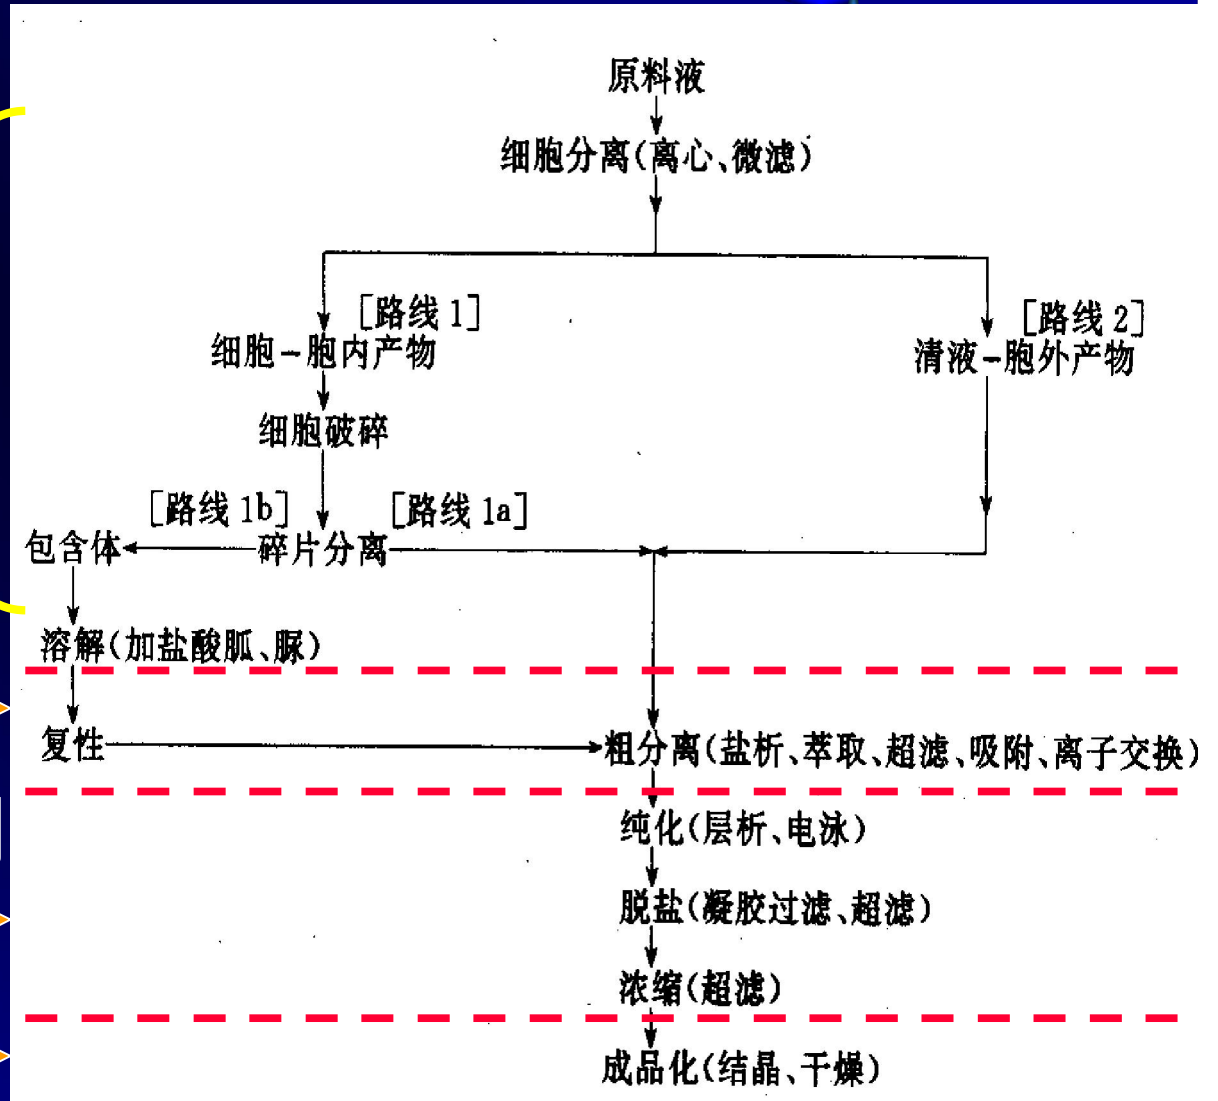 原料液
细胞分离(离心、微滤)
[路线1]
[路线2]
细胞-胞内产物
清液-胞外产物
细胞破碎
[路线1b]
[路线1a]
包含体
碎片分离
溶解(加盐酸胍、脲)
复性
粗分离(盐析、萃取、超滤、吸附、离子交换)
纯化(层析、电泳)
脱盐(凝胶过滤、超滤)
浓缩(超滤)
成品化(结晶、干燥)